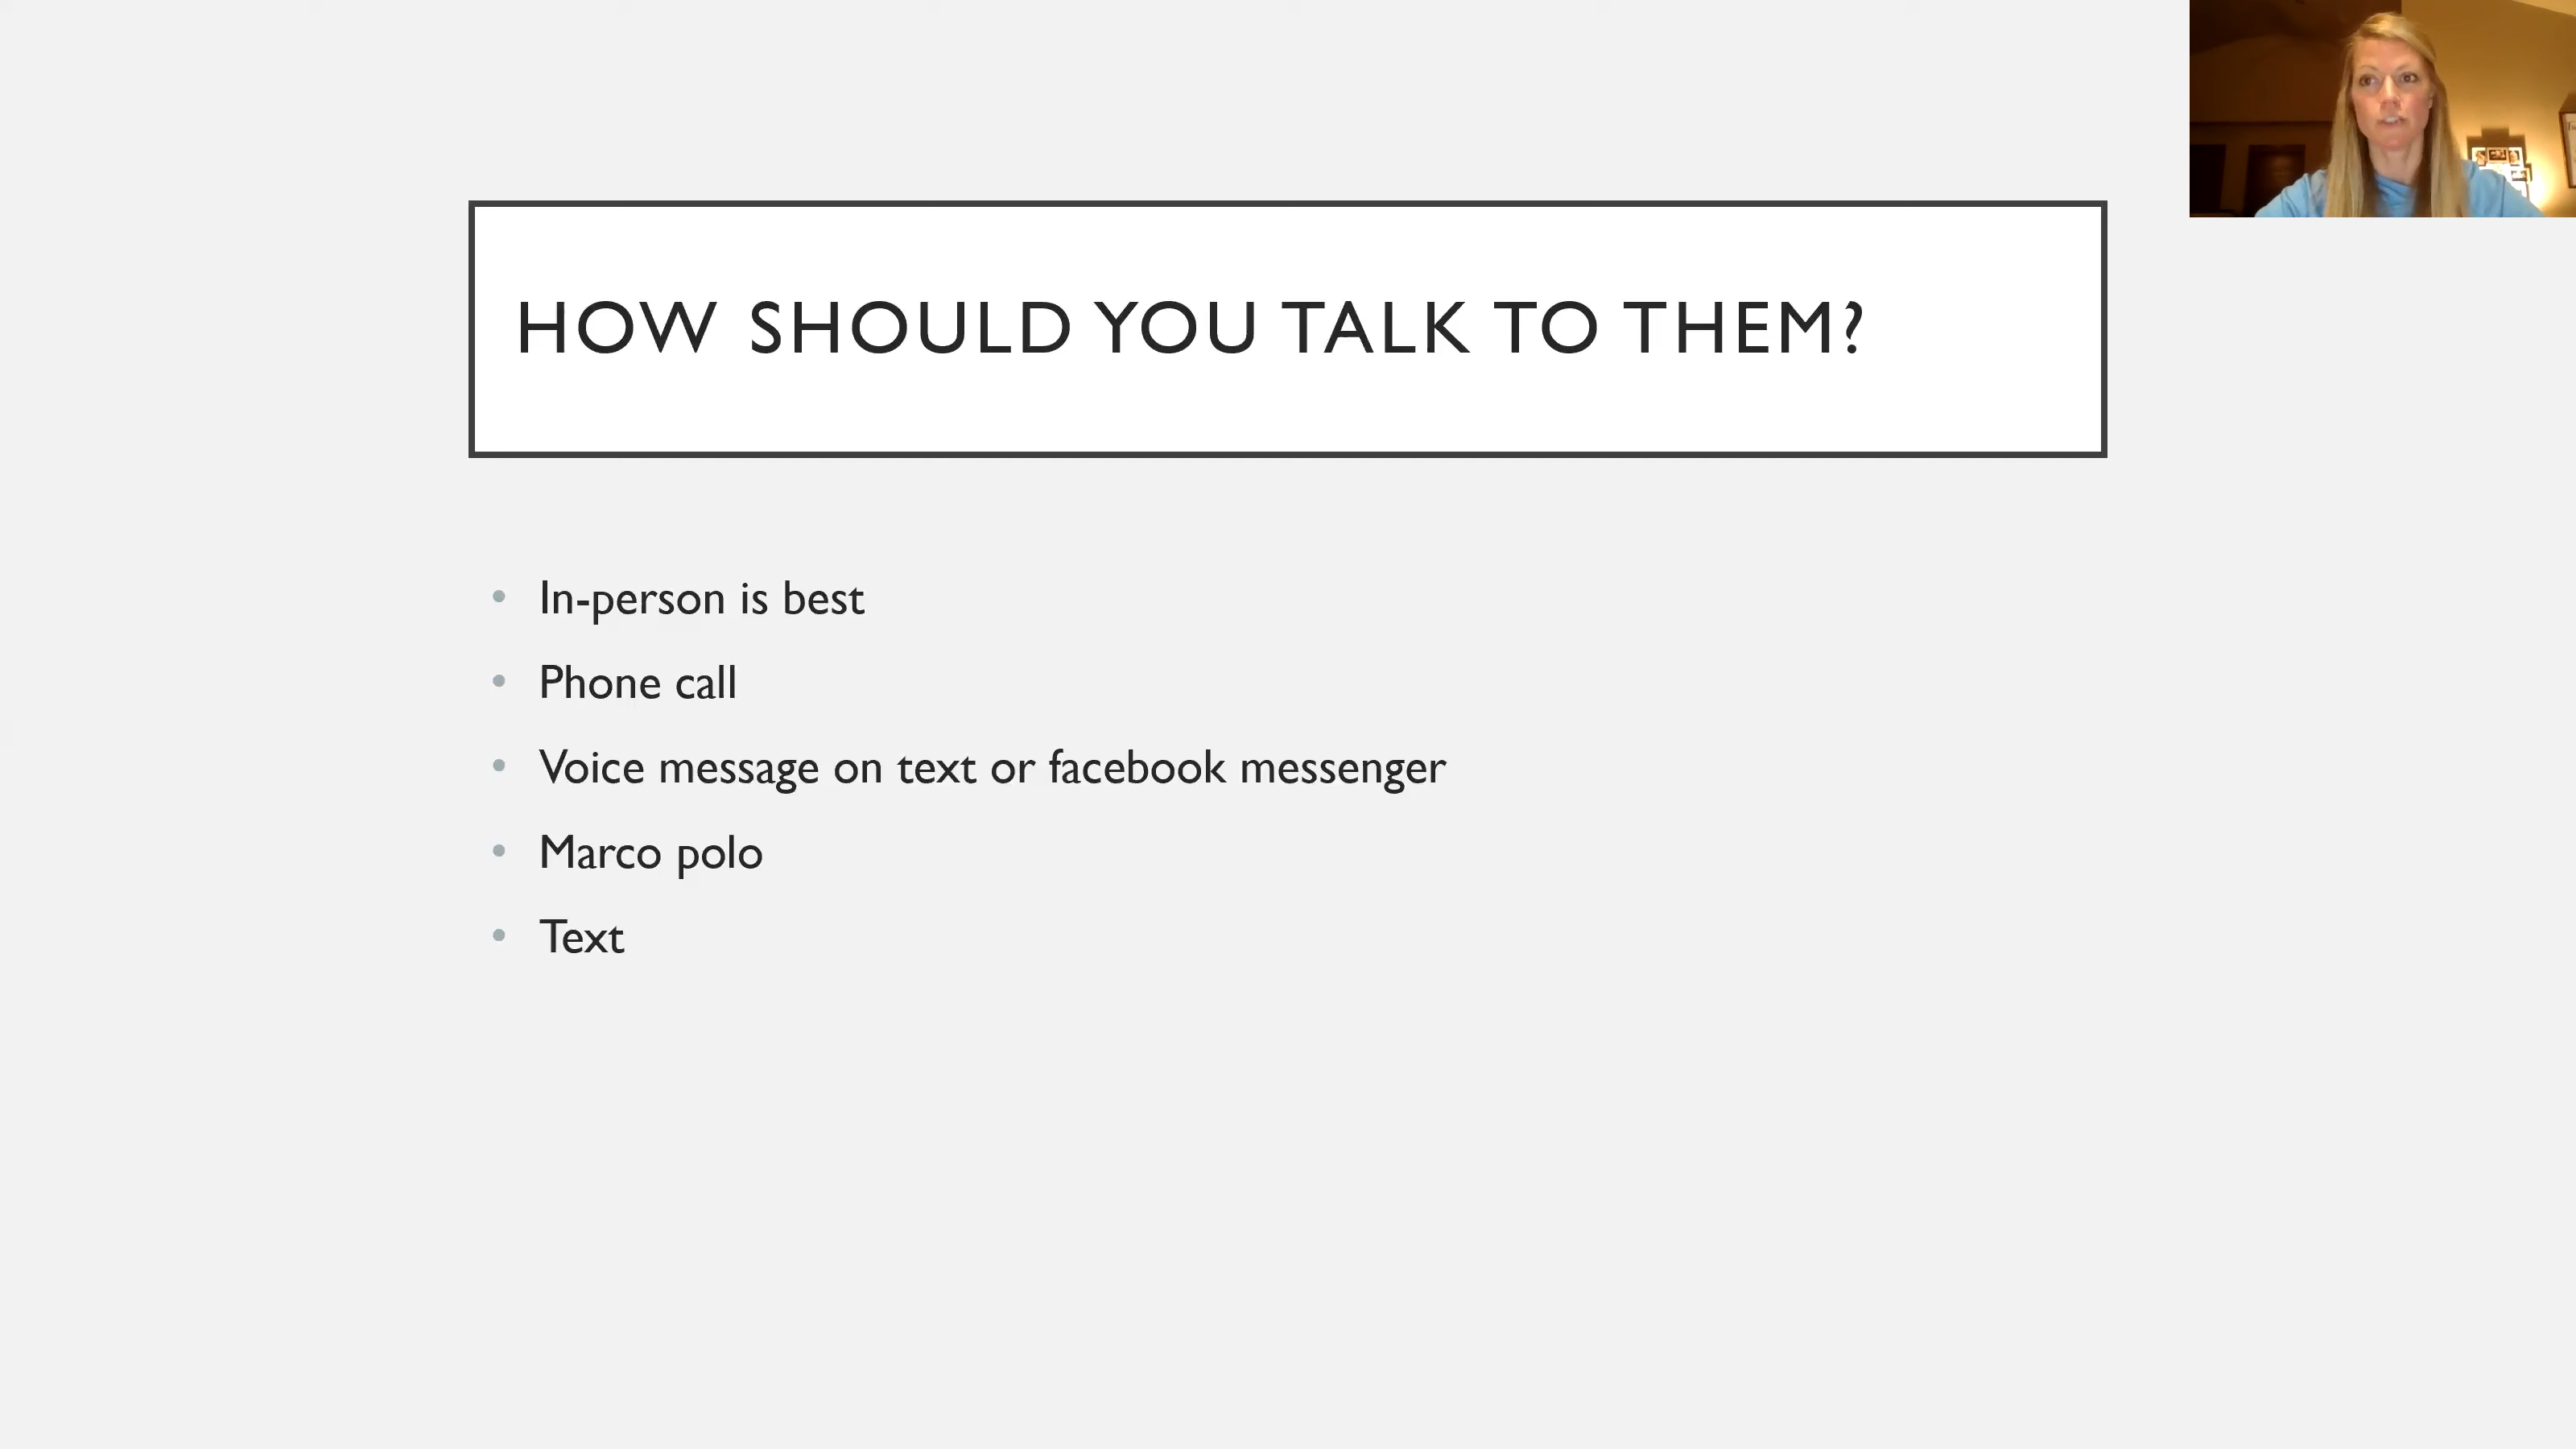 HOW SHOULD YOU TALK TO THEM?
• In-person is best
• Phone call
• Voice message on text or facebook messenger
• Marco polo
• Text